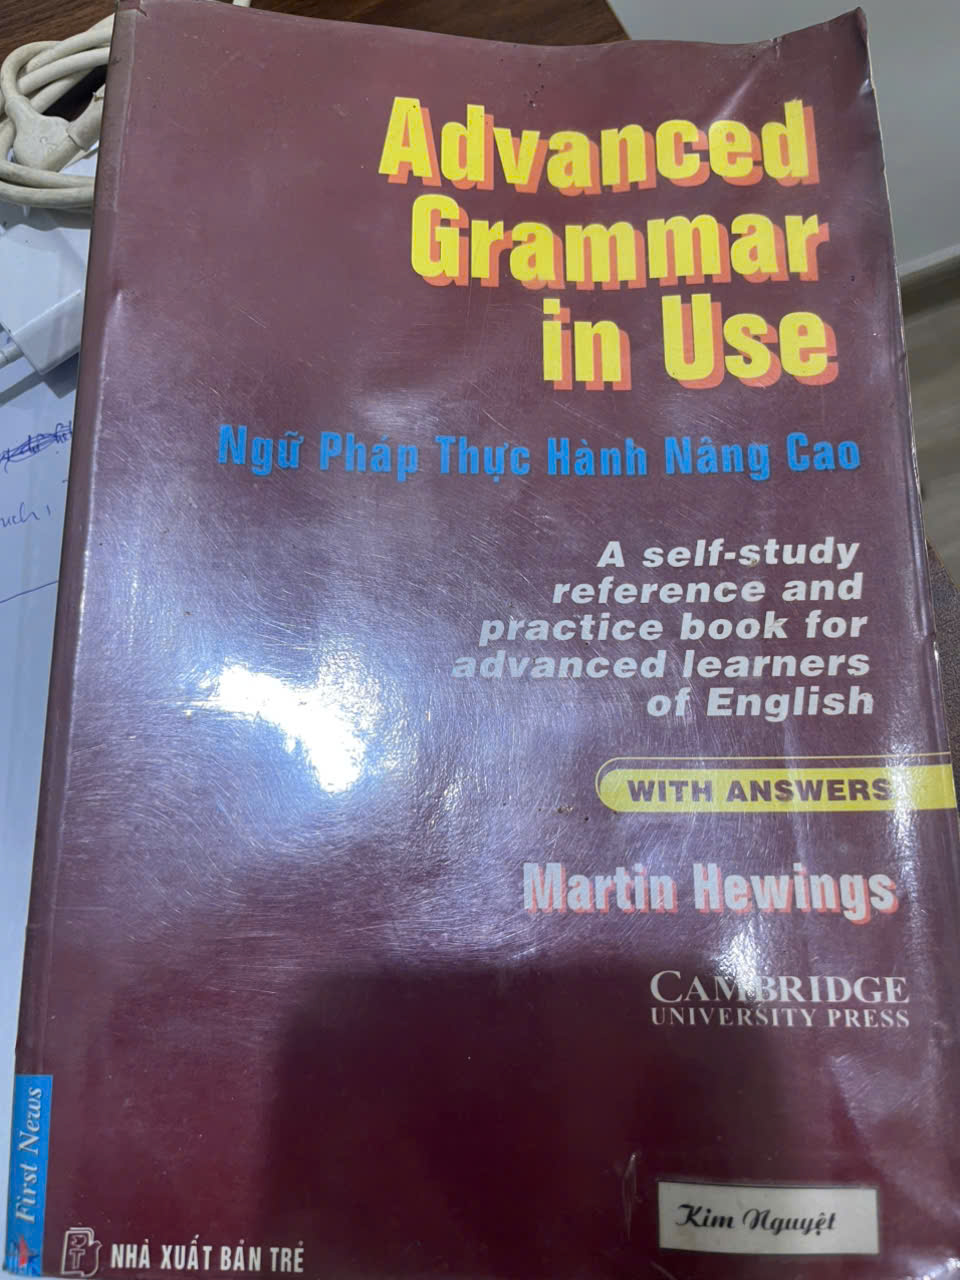 Advanced
Grammar
in Use
Ngữ Pháp Thực Hành Nâng Cao
A self-study
reference and
practice book for
advanced learners
of English
WITH ANSWERS
Martin Hewings
CAMBRIDGE
UNIVERSITY PRESS
First News
NHÀ XUẤT BẢN TRẺ
Kim Nguyệt